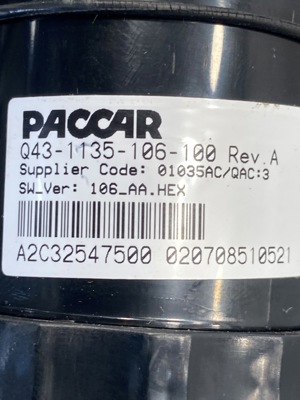 PACCAR
Q43-1135-106-100 Rev.A
Supplier Code: 01035AC/QAC:3
SW_Ver: 106_AA.HEX
A2C32547500 020708510521